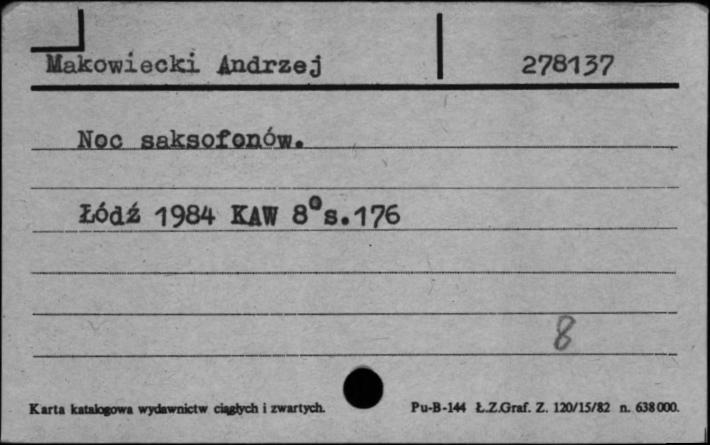 Makowiecki Andrzej 278137
Noc saksofonów.
Łódź 1984 KAW 8° s.176
8
Karta katalogowa wydawnictw ciągłych i zwartych. Pu-B-144 Ł.Z.Graf. Z. 120/15/82 n. 638000.